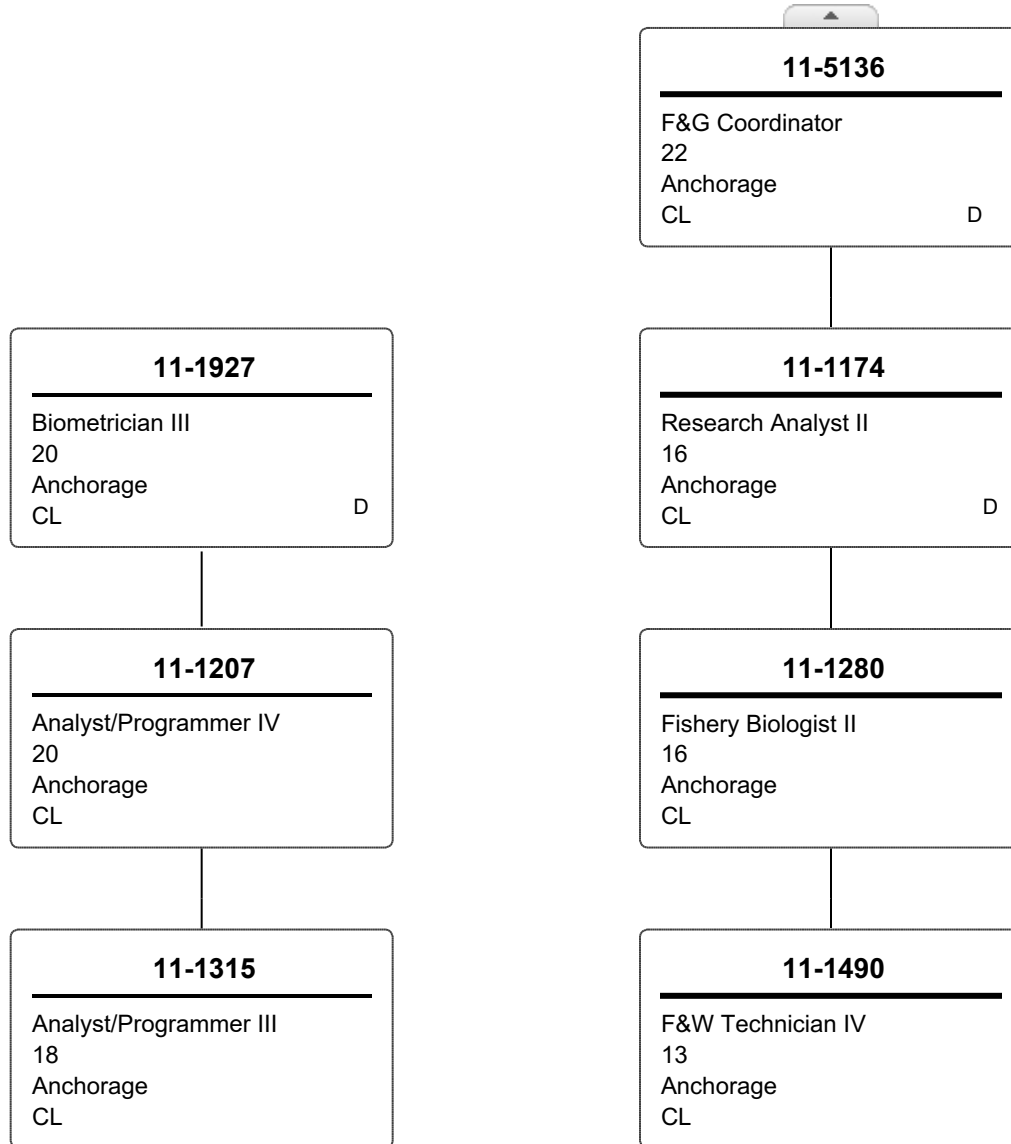 11-5136
F&G Coordinator
22
Anchorage
CL D
11-1927
Biometrician III
20
Anchorage
CL D
11-1174
Research Analyst II
16
Anchorage
CL D
11-1207
Analyst/Programmer IV
20
Anchorage
CL
11-1280
Fishery Biologist II
16
Anchorage
CL
11-1315
Analyst/Programmer III
18
Anchorage
CL
11-1490
F&W Technician IV
13
Anchorage
CL